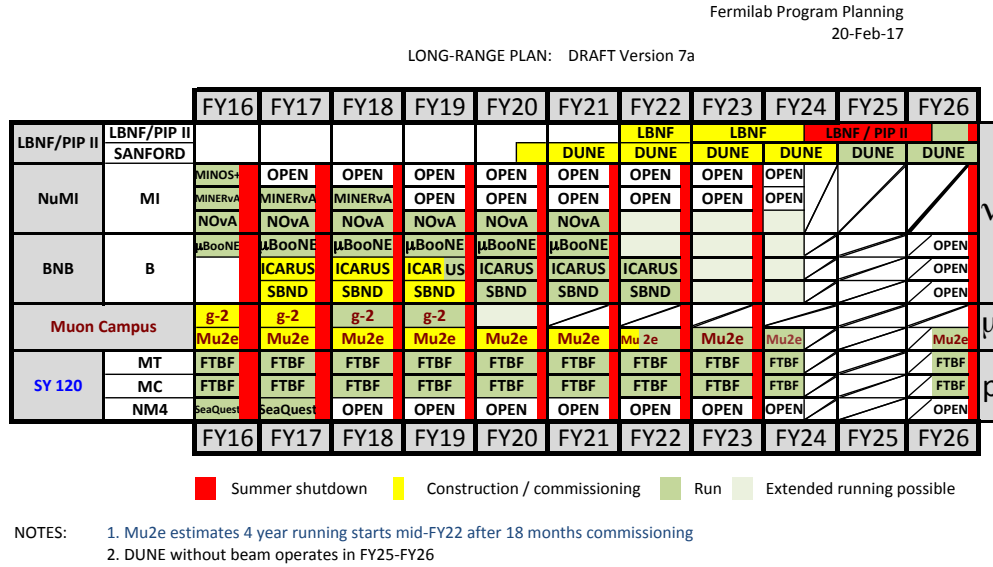 Fermilab Program Planning
20-Feb-17
LONG-RANGE PLAN: DRAFT Version 7a
FY16 FY17 FY18 FY19 FY20 FY21 FY22 FY23 FY24 FY25 FY26
LBNF/PIP II LBNF/PIP II LBNF LBNF LBNF / PIP II
SANFORD DUNE DUNE DUNE DUNE DUNE DUNE
NuMI MI MINOS+ OPEN OPEN OPEN OPEN OPEN OPEN OPEN OPEN
MINERvA MINERvA MINERvA OPEN OPEN OPEN OPEN OPEN OPEN
NOvA NOvA NOvA NOvA NOvA NOvA
ν
BNB B μBooNE μBooNE μBooNE μBooNE μBooNE μBooNE OPEN
ICARUS ICARUS ICAR US ICARUS ICARUS ICARUS OPEN
SBND SBND SBND SBND SBND SBND OPEN
Muon Campus g-2 g-2 g-2 g-2
μ
Mu2e Mu2e Mu2e Mu2e Mu2e Mu2e Mu 2e Mu2e Mu2e Mu2e
SY 120 MT FTBF FTBF FTBF FTBF FTBF FTBF FTBF FTBF FTBF FTBF
MC FTBF FTBF FTBF FTBF FTBF FTBF FTBF FTBF FTBF FTBF
p
NM4 SeaQuest SeaQuest OPEN OPEN OPEN OPEN OPEN OPEN OPEN OPEN
FY16 FY17 FY18 FY19 FY20 FY21 FY22 FY23 FY24 FY25 FY26
Summer shutdown Construction / commissioning Run Extended running possible
NOTES: 1. Mu2e estimates 4 year running starts mid-FY22 after 18 months commissioning
2. DUNE without beam operates in FY25-FY26